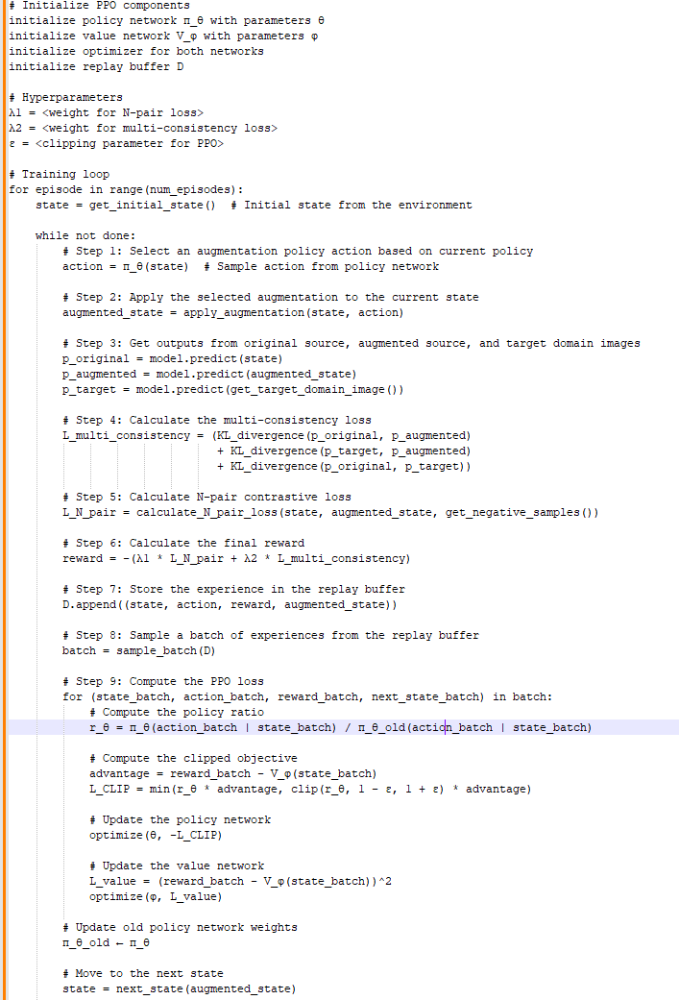 # Initialize PPO components
initialize policy network π_θ with parameters θ
initialize value network V_φ with parameters φ
initialize optimizer for both networks
initialize replay buffer D
# Hyperparameters
λ1 = <weight for N-pair loss>
λ2 = <weight for multi-consistency loss>
ε = <clipping parameter for PPO>
# Training loop
for episode in range(num_episodes):
state = get_initial_state()  # Initial state from the environment
while not done:
# Step 1: Select an augmentation policy action based on current policy
action = π_θ(state)  # Sample action from policy network
# Step 2: Apply the selected augmentation to the current state
augmented_state = apply_augmentation(state, action)
# Step 3: Get outputs from original source, augmented source, and target domain images
p_original = model.predict(state)
p_augmented = model.predict(augmented_state)
p_target = model.predict(get_target_domain_image())
# Step 4: Calculate the multi-consistency loss
L_multi_consistency = (KL_divergence(p_original, p_augmented)
+ KL_divergence(p_target, p_augmented)
+ KL_divergence(p_original, p_target))
# Step 5: Calculate N-pair contrastive loss
L_N_pair = calculate_N_pair_loss(state, augmented_state, get_negative_samples())
# Step 6: Calculate the final reward
reward = -(λ1 * L_N_pair + λ2 * L_multi_consistency)
# Step 7: Store the experience in the replay buffer
D.append((state, action, reward, augmented_state))
# Step 8: Sample a batch of experiences from the replay buffer
batch = sample_batch(D)
# Step 9: Compute the PPO loss
for (state_batch, action_batch, reward_batch, next_state_batch) in batch:
# Compute the policy ratio
r_θ = π_θ(action_batch | state_batch) / π_θ_old(action_batch | state_batch)
# Compute the clipped objective
advantage = reward_batch - V_φ(state_batch)
L_CLIP = min(r_θ * advantage, clip(r_θ, 1 - ε, 1 + ε) * advantage)
# Update the policy network
optimize(θ, -L_CLIP)
# Update the value network
L_value = (reward_batch - V_φ(state_batch))^2
optimize(φ, L_value)
# Update old policy network weights
π_θ_old ← π_θ
# Move to the next state
state = next_state(augmented_state)